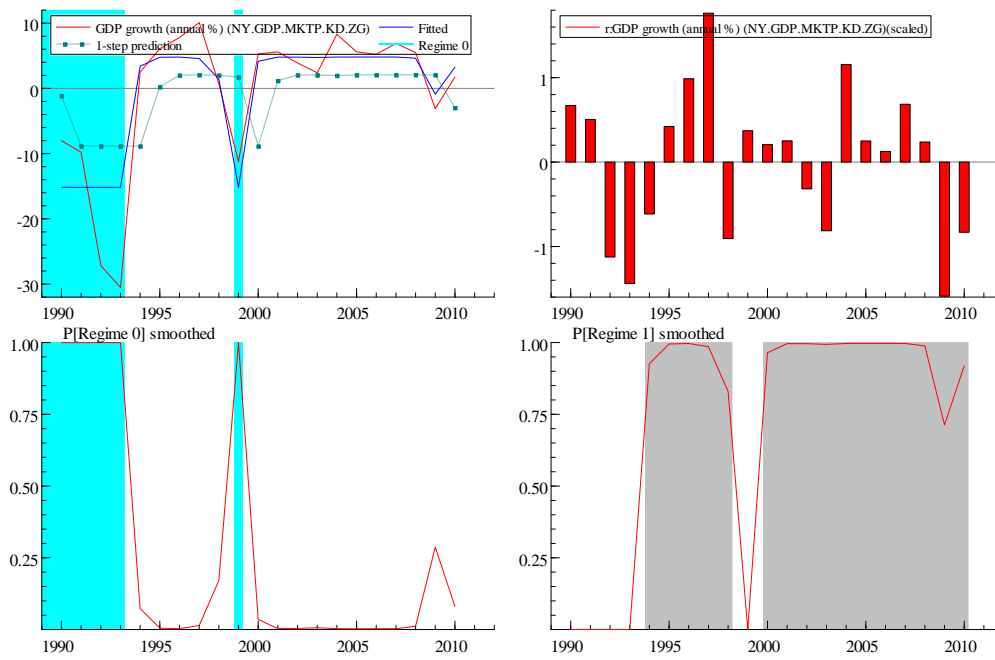 GDP growth (annual %) (NY.GDP.MKTP.KD.ZG) Fitted
1-step prediction Regime 0
10
0
-10
-20
-30
1990 1995 2000 2005 2010
r:GDP growth (annual %) (NY.GDP.MKTP.KD.ZG)(scaled)
1
0
-1
1990 1995 2000 2005 2010
P[Regime 0] smoothed
1.00
0.75
0.50
0.25
1990 1995 2000 2005 2010
P[Regime 1] smoothed
1.00
0.75
0.50
0.25
1990 1995 2000 2005 2010